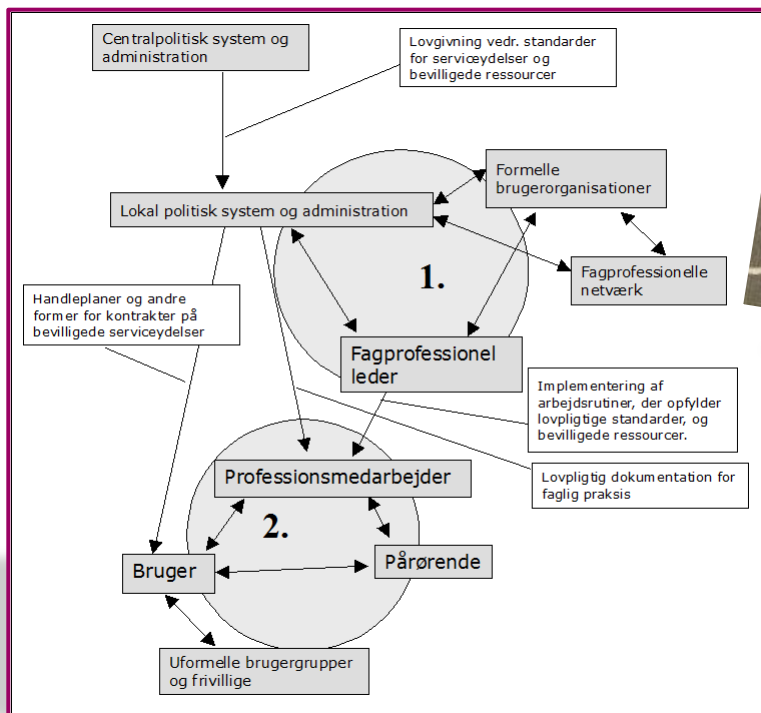 Centralpolitisk system og
administration
Lovgivning vedr. standarder
for serviceydelser og
bevilligede ressourcer
Formelle
brugerorganisationer
Lokal politisk system og administration
Fagprofessionelle
netværk
1.
Handleplaner og andre
former for kontrakter på
bevilligede serviceydelser
Fagprofessionel
leder
Implementering af
arbejdsrutiner, der opfylder
lovpligtige standarder, og
bevilligede ressourcer.
Professionsmedarbejder
Lovpligtig dokumentation for
faglig praksis
2.
Bruger
Pårørende
Uformelle brugergrupper
og frivillige